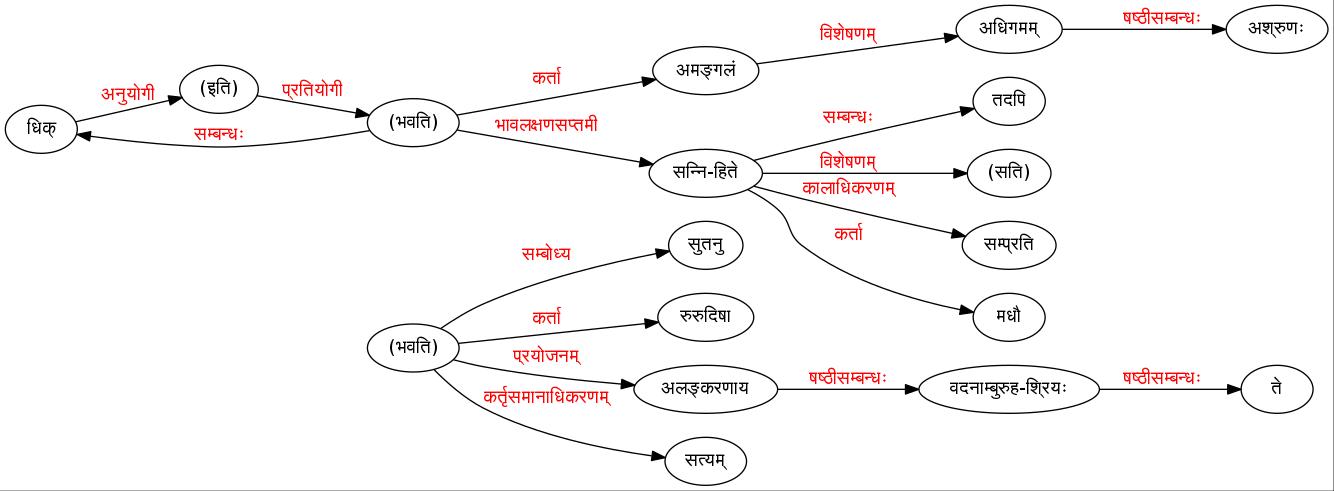 धिक्
अनुयोगी
(इति)
प्रतियोगी
सम्बन्धः
(भवति)
कर्ता
अमङ्गलं
विशेषणम्
अधिगमम्
षष्ठीसम्बन्धः
अश्रुणः
भावलक्षणसप्तमी
सन्नि-हिते
सम्बन्धः
तदपि
विशेषणम्
(सति)
कालाधिकरणम्
सम्प्रति
कर्ता
मधौ
(भवति)
सम्बोध्य
सुतनु
कर्ता
रुरुदिषा
प्रयोजनम्
अलङ्करणाय
षष्ठीसम्बन्धः
वदनाम्बुरुह-श्रियः
षष्ठीसम्बन्धः
ते
कर्तृसमानाधिकरणम्
सत्यम्